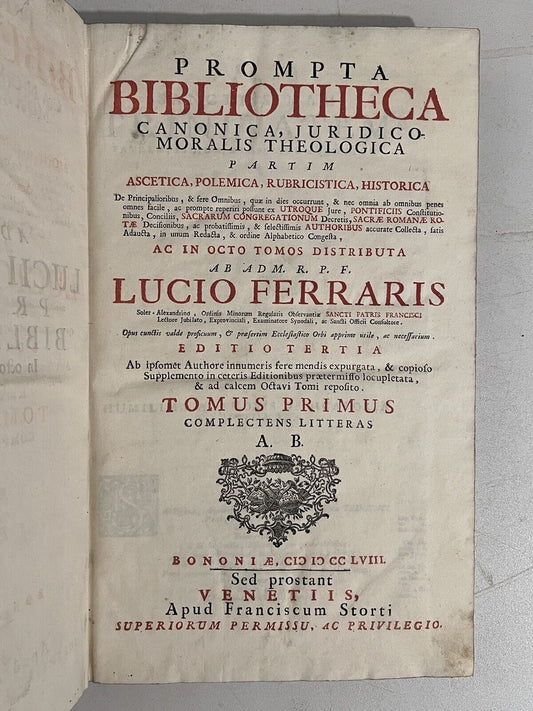 PROMPTA
BIBLIOTHECA
CANONICA, JURIDICO-
MORALIS THEOLOGICA
PARTIM
ASCETICA, POLEMICA, RUBRICISTICA, HISTORICA
De Principalioribus, & fere Omnibus, quæ in dies occurrunt, & nec omnia ab omnibus penes
omnes facile, ac prompte reperiri possunt ex UTROQUE Jure, PONTIFICIIS Constitutio-
nibus, Conciliis, SACRARUM CONGREGATIONUM Decretis, SACRÆ ROMANÆ RO-
TÆ Decisionibus, ac probatissimis, & selectissimis AUTHORIBUS accurate Collecta, satis
Adaucta, in unum Redacta, & ordine Alphabetico Congesta,
AC IN OCTO TOMOS DISTRIBUTA
AB ADM. R. P. F.
LUCIO FERRARIS
Soler-Alexandrino, Ordinis Minorum Regularis Observantiæ SANCTI PATRIS FRANCISCI
Lectore Jubilato, Exprovinciali, Examinatore Synodali, ac Sancti Officii Consultore.
Opus cunctis valde proficuum, & præsertim Ecclesiastico Orbi apprime utile, ac necessarium.
EDITIO TERTIA
Ab ipsomet Authore innumeris fere mendis expurgata, & copioso
Supplemento in ceteris Editionibus prætermisso locupletata,
& ad calcem Octavi Tomi reposito.
TOMUS PRIMUS
COMPLECTENS LITTERAS
A. B.
BONONIÆ, CIↃ IↃCC LVIII.
Sed prostant
VENETIIS,
Apud Franciscum Storti
SUPERIORUM PERMISSU, AC PRIVILEGIO.